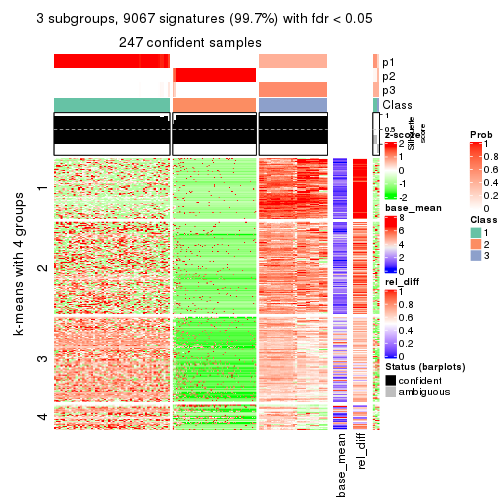 3 subgroups, 9067 signatures (99.7%) with fdr < 0.05
247 confident samples
p1
p2
p3
Class
1
0.5
0
Silhouette
score
k-means with 4 groups
1
2
3
4
base_mean
rel_diff
z-score
2
1
0
-1
-2
base_mean
8
6
4
2
0
rel_diff
1
0.8
0.6
0.4
0.2
0
Status (barplots)
confident
ambiguous
Prob
1
0.8
0.6
0.4
0.2
0
Class
1
2
3